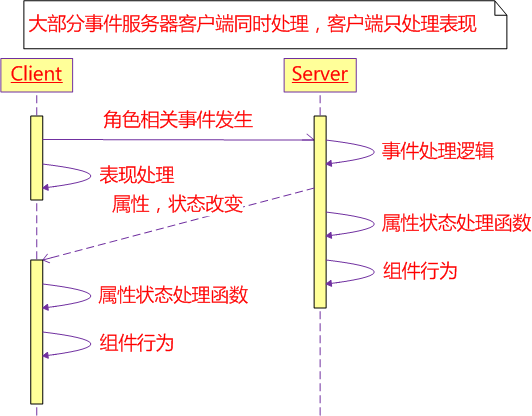 大部分事件服务器客户端同时处理，客户端只处理表现
Client
Server
角色相关事件发生
事件处理逻辑
表现处理
属性，状态改变
属性状态处理函数
组件行为
属性状态处理函数
组件行为